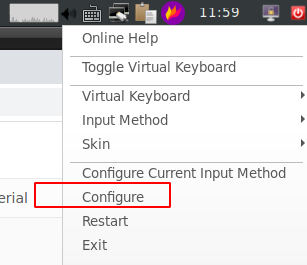 11:59
Online Help
Toggle Virtual Keyboard
Virtual Keyboard
Input Method
Skin
Configure Current Input Method
erial
Configure
Restart
Exit